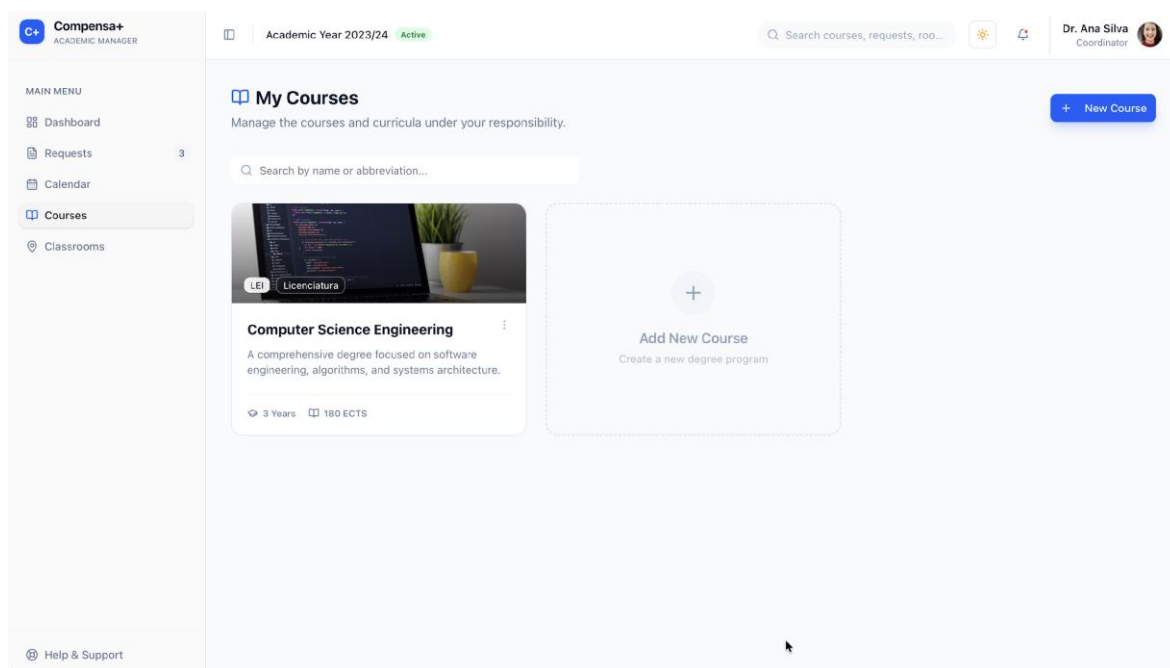 C+
Compensa+
ACADEMIC MANAGER
Academic Year 2023/24 Active
Search courses, requests, roo...
Dr. Ana Silva
Coordinator
MAIN MENU
Dashboard
Requests 3
Calendar
Courses
Classrooms
Help & Support
My Courses
Manage the courses and curricula under your responsibility.
+ New Course
Search by name or abbreviation...
LEI Licenciatura
Computer Science Engineering
A comprehensive degree focused on software
engineering, algorithms, and systems architecture.
3 Years 180 ECTS
Add New Course
Create a new degree program